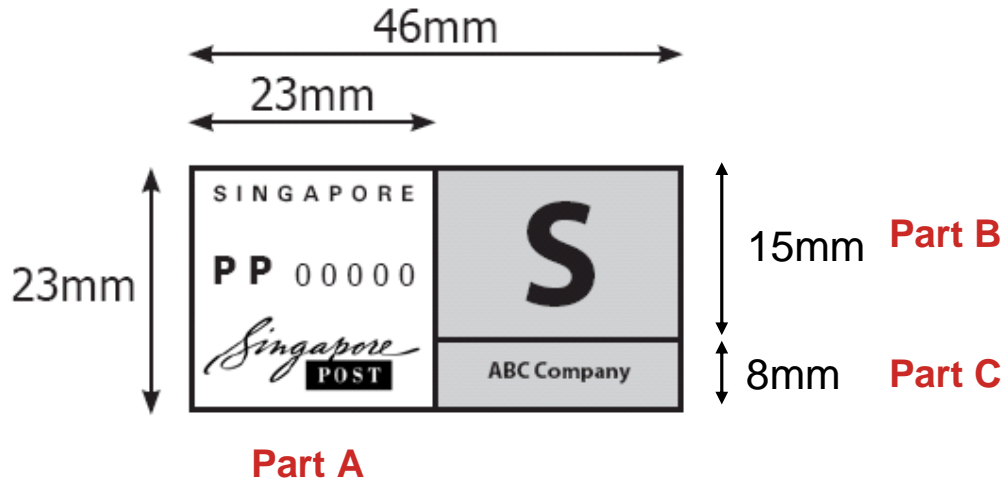 46mm
23mm
SINGAPORE
PP 00000
Singapore
POST
23mm
S
ABC Company
15mm Part B
8mm Part C
Part A